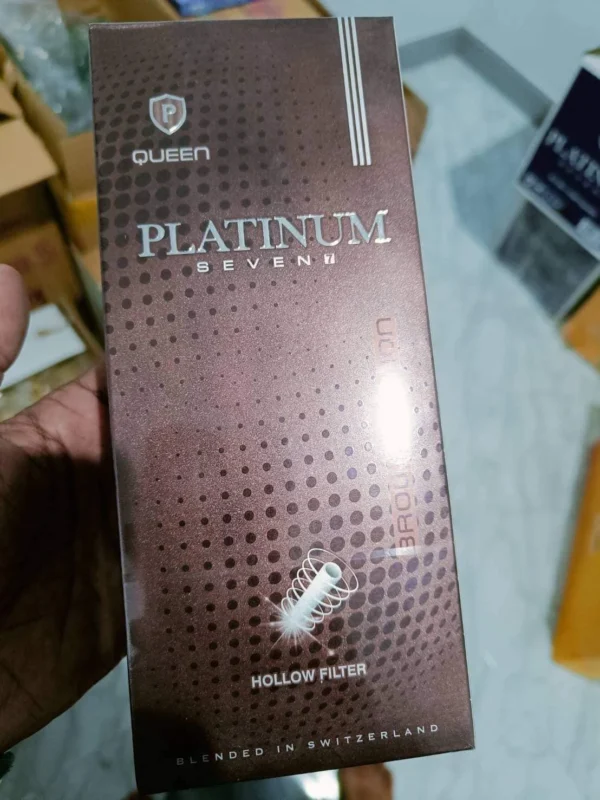 P
QUEEN
PLATINUM
SEVEN 7
HOLLOW FILTER
BLENDED IN SWITZERLAND